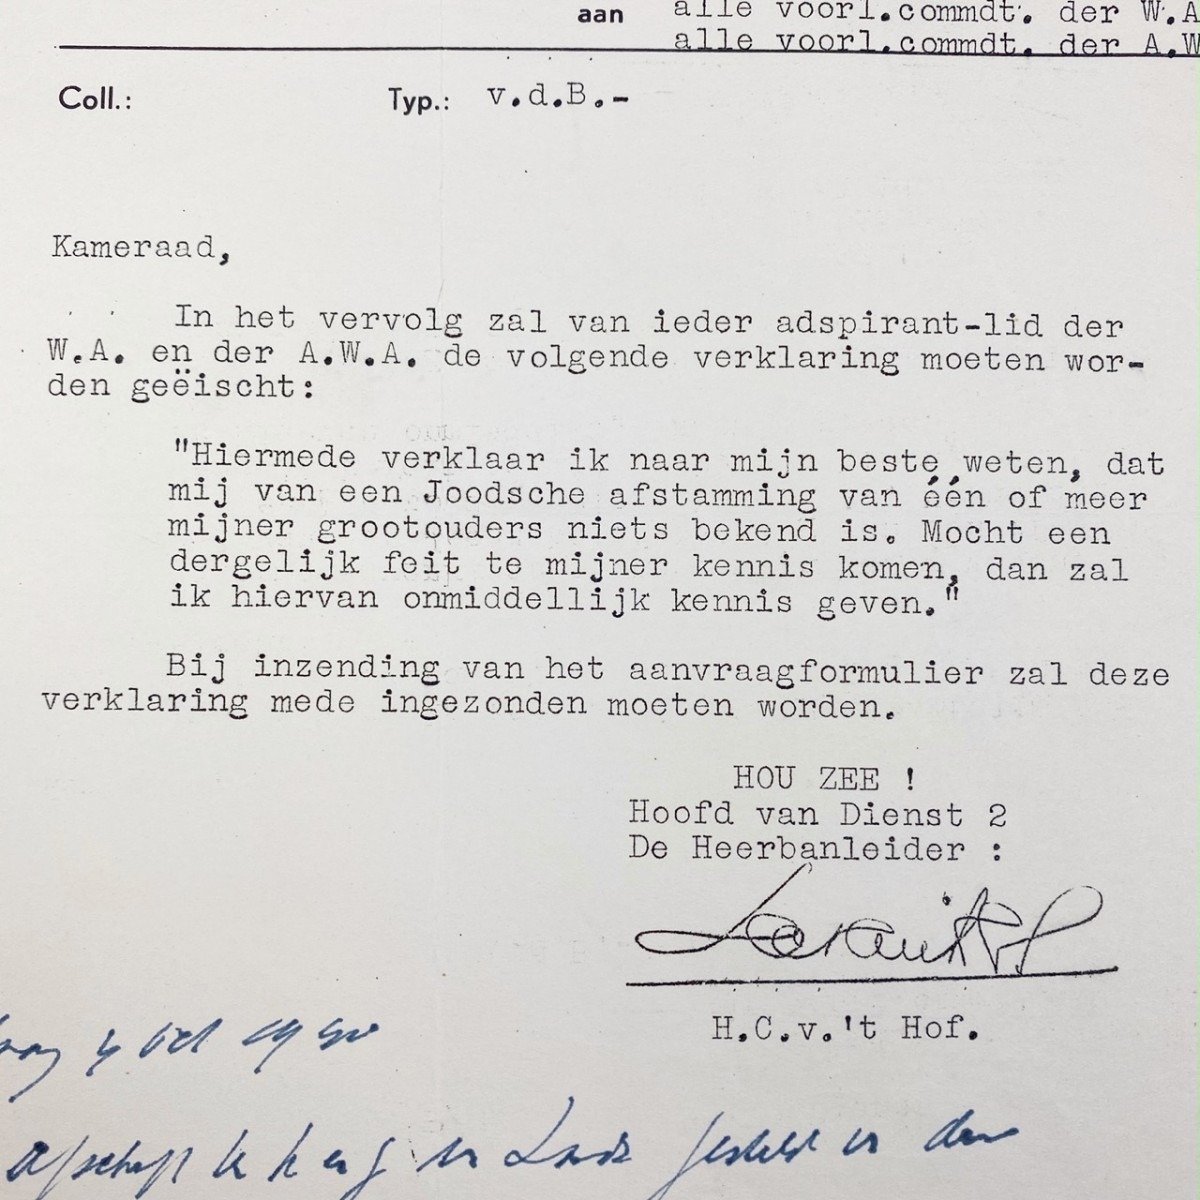 aan alle voorl.commdt. der W.A
alle voorl.commdt. der A.W
Coll.: Typ.: v.d.B.-
Kameraad,
In het vervolg zal van ieder adspirant-lid der
W.A. en der A.W.A. de volgende verklaring moeten wor-
den geëischt:
"Hiermede verklaar ik naar mijn beste weten, dat
mij van een Joodsche afstamming van één of meer
mijner grootouders niets bekend is. Mocht een
dergelijk feit te mijner kennis komen, dan zal
ik hiervan onmiddellijk kennis geven."
Bij inzending van het aanvraagformulier zal deze
verklaring mede ingezonden moeten worden.
HOU ZEE !
Hoofd van Dienst 2
De Heerbanleider :
H.C.v.'t Hof.
oct 1940
afschrift